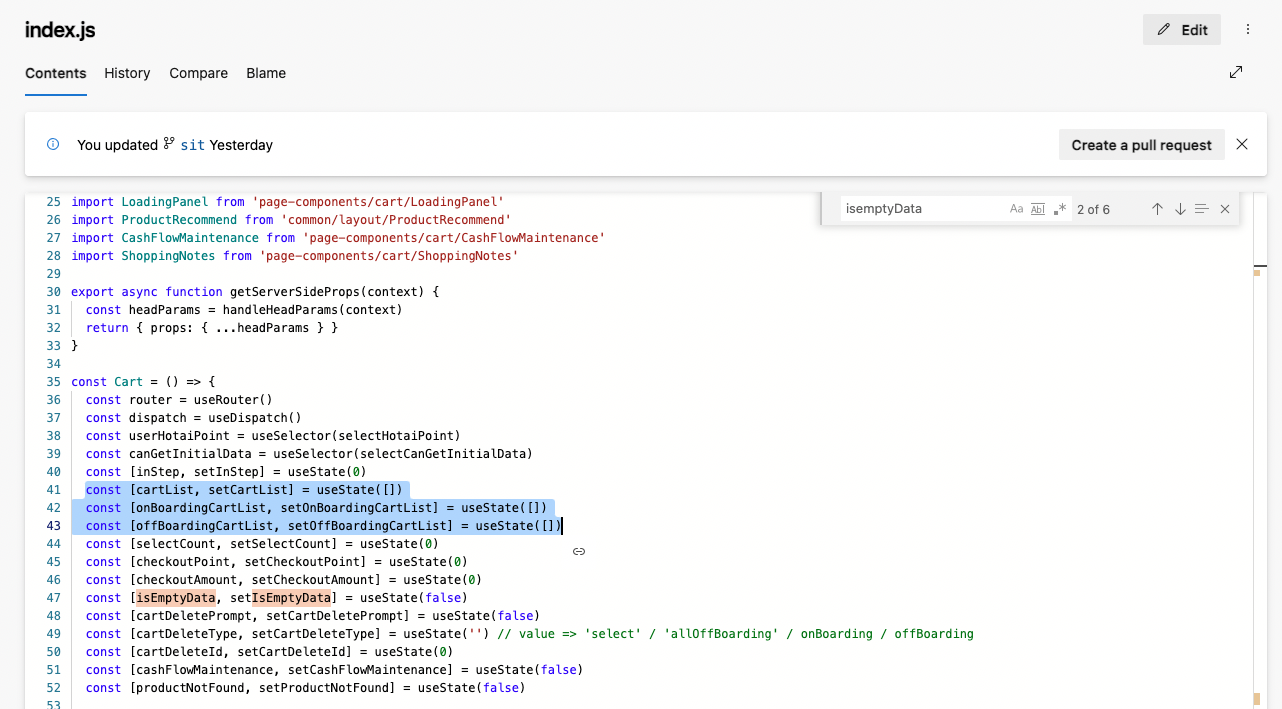 index.js
Edit
Contents History Compare Blame
You updated sit Yesterday
Create a pull request
isemptyData
Aa Abl .*
2 of 6
25 import LoadingPanel from 'page-components/cart/LoadingPanel'
26 import ProductRecommend from 'common/layout/ProductRecommend'
27 import CashFlowMaintenance from 'page-components/cart/CashFlowMaintenance'
28 import ShoppingNotes from 'page-components/cart/ShoppingNotes'
29
30 export async function getServerSideProps(context) {
31 const headParams = handleHeadParams(context)
32 return { props: { ...headParams } }
33 }
34
35 const Cart = () => {
36 const router = useRouter()
37 const dispatch = useDispatch()
38 const userHotaiPoint = useSelector(selectHotaiPoint)
39 const canGetInitialData = useSelector(selectCanGetInitialData)
40 const [inStep, setInStep] = useState(0)
41 const [cartList, setCartList] = useState([])
42 const [onBoardingCartList, setOnBoardingCartList] = useState([])
43 const [offBoardingCartList, setOffBoardingCartList] = useState([])
44 const [selectCount, setSelectCount] = useState(0)
45 const [checkoutPoint, setCheckoutPoint] = useState(0)
46 const [checkoutAmount, setCheckoutAmount] = useState(0)
47 const [isEmptyData, setIsEmptyData] = useState(false)
48 const [cartDeletePrompt, setCartDeletePrompt] = useState(false)
49 const [cartDeleteType, setCartDeleteType] = useState('') // value => 'select' / 'allOffBoarding' / onBoarding / offBoarding
50 const [cartDeleteId, setCartDeleteId] = useState(0)
51 const [cashFlowMaintenance, setCashFlowMaintenance] = useState(false)
52 const [productNotFound, setProductNotFound] = useState(false)
53